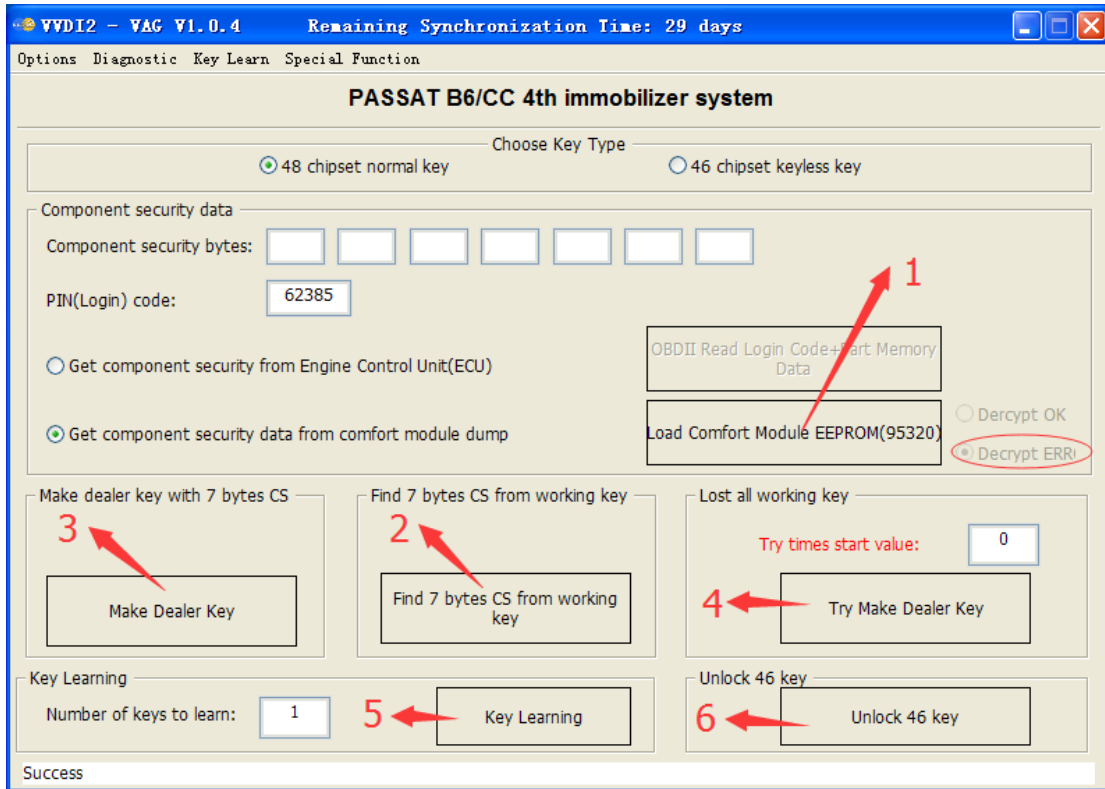 VVDI2 - VAG V1.0.4 Remaining Synchronization Time: 29 days
Options Diagnostic Key Learn Special Function
PASSAT B6/CC 4th immobilizer system
Choose Key Type
48 chipset normal key 46 chipset keyless key
Component security data
Component security bytes:
1
PIN(Login) code: 62385
OBDII Read Login Code+Part Memory
Data
Get component security from Engine Control Unit(ECU)
Dercypt OK
Get component security data from comfort module dump Load Comfort Module EEPROM(95320)
Decrypt ERR
Make dealer key with 7 bytes CS Find 7 bytes CS from working key Lost all working key
3 2
Try times start value: 0
Make Dealer Key
Find 7 bytes CS from working
key
4 Try Make Dealer Key
Key Learning Unlock 46 key
Number of keys to learn: 1 5 Key Learning 6 Unlock 46 key
Success